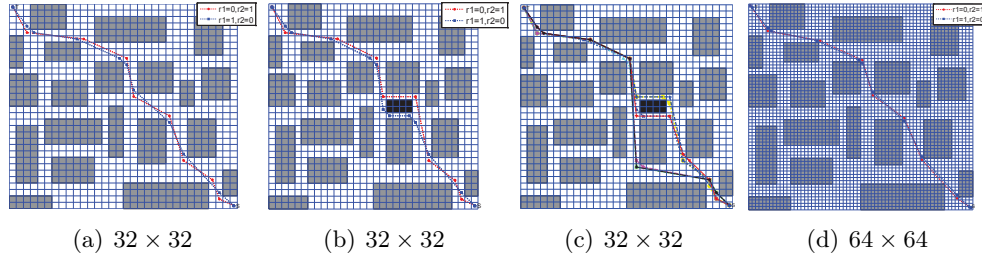 r1=0,r2=1
r1=1,r2=0
r1=0,r2=1
r1=1,r2=0
r1=0,r2=1
r1=1,r2=0
(a) 32 × 32
(b) 32 × 32
(c) 32 × 32
(d) 64 × 64